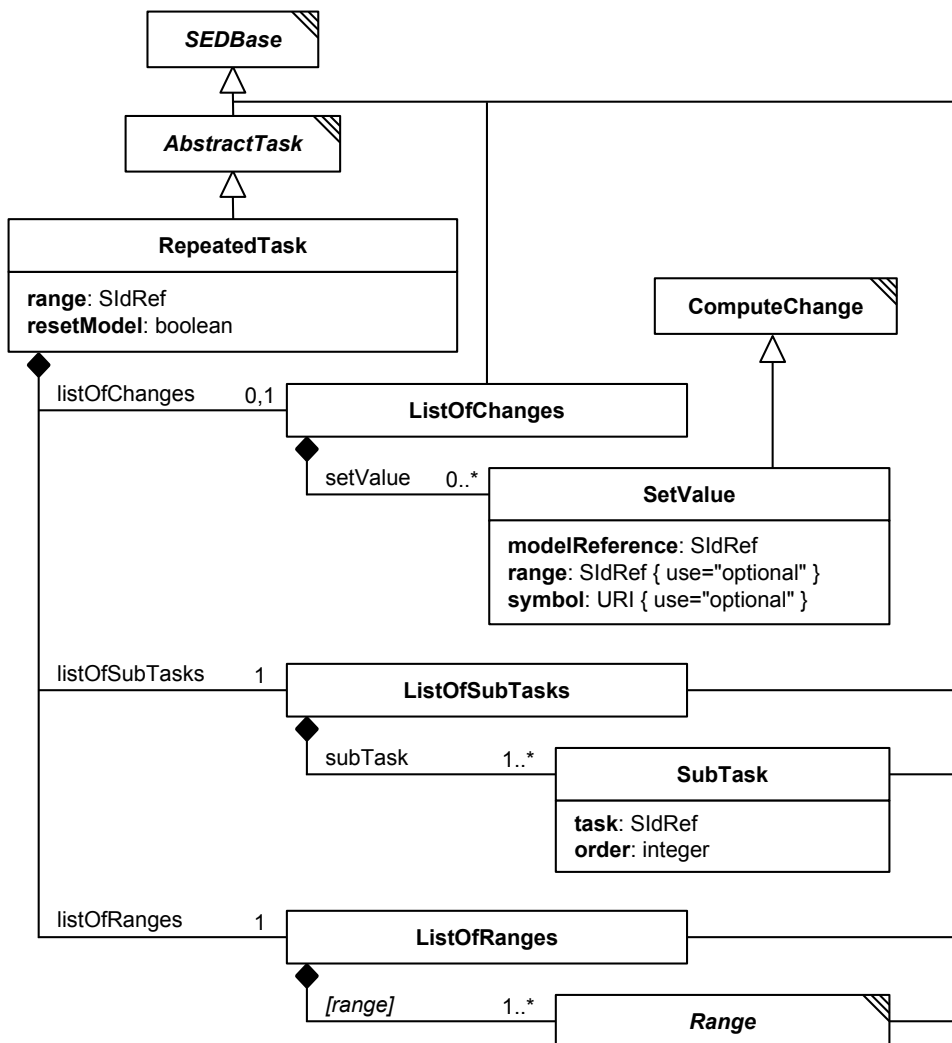 SEDBase
AbstractTask
RepeatedTask
range: SIdRef
resetModel: boolean
ComputeChange
listOfChanges 0,1
ListOfChanges
setValue 0..*
SetValue
modelReference: SIdRef
range: SIdRef { use="optional" }
symbol: URI { use="optional" }
listOfSubTasks 1
ListOfSubTasks
subTask 1..*
SubTask
task: SIdRef
order: integer
listOfRanges 1
ListOfRanges
[range] 1..*
Range